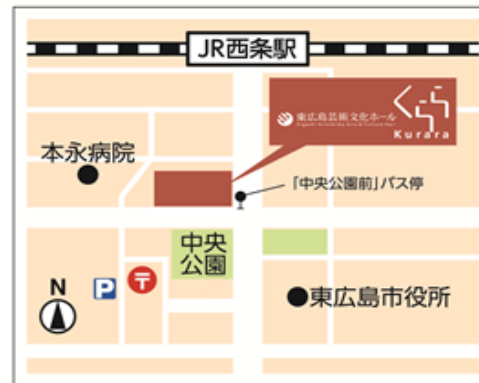 JR西条駅
東広島芸術文化ホール
くらら
Kurara
本永病院
「中央公園前」バス停
中央
公園
N
P
〒
東広島市役所